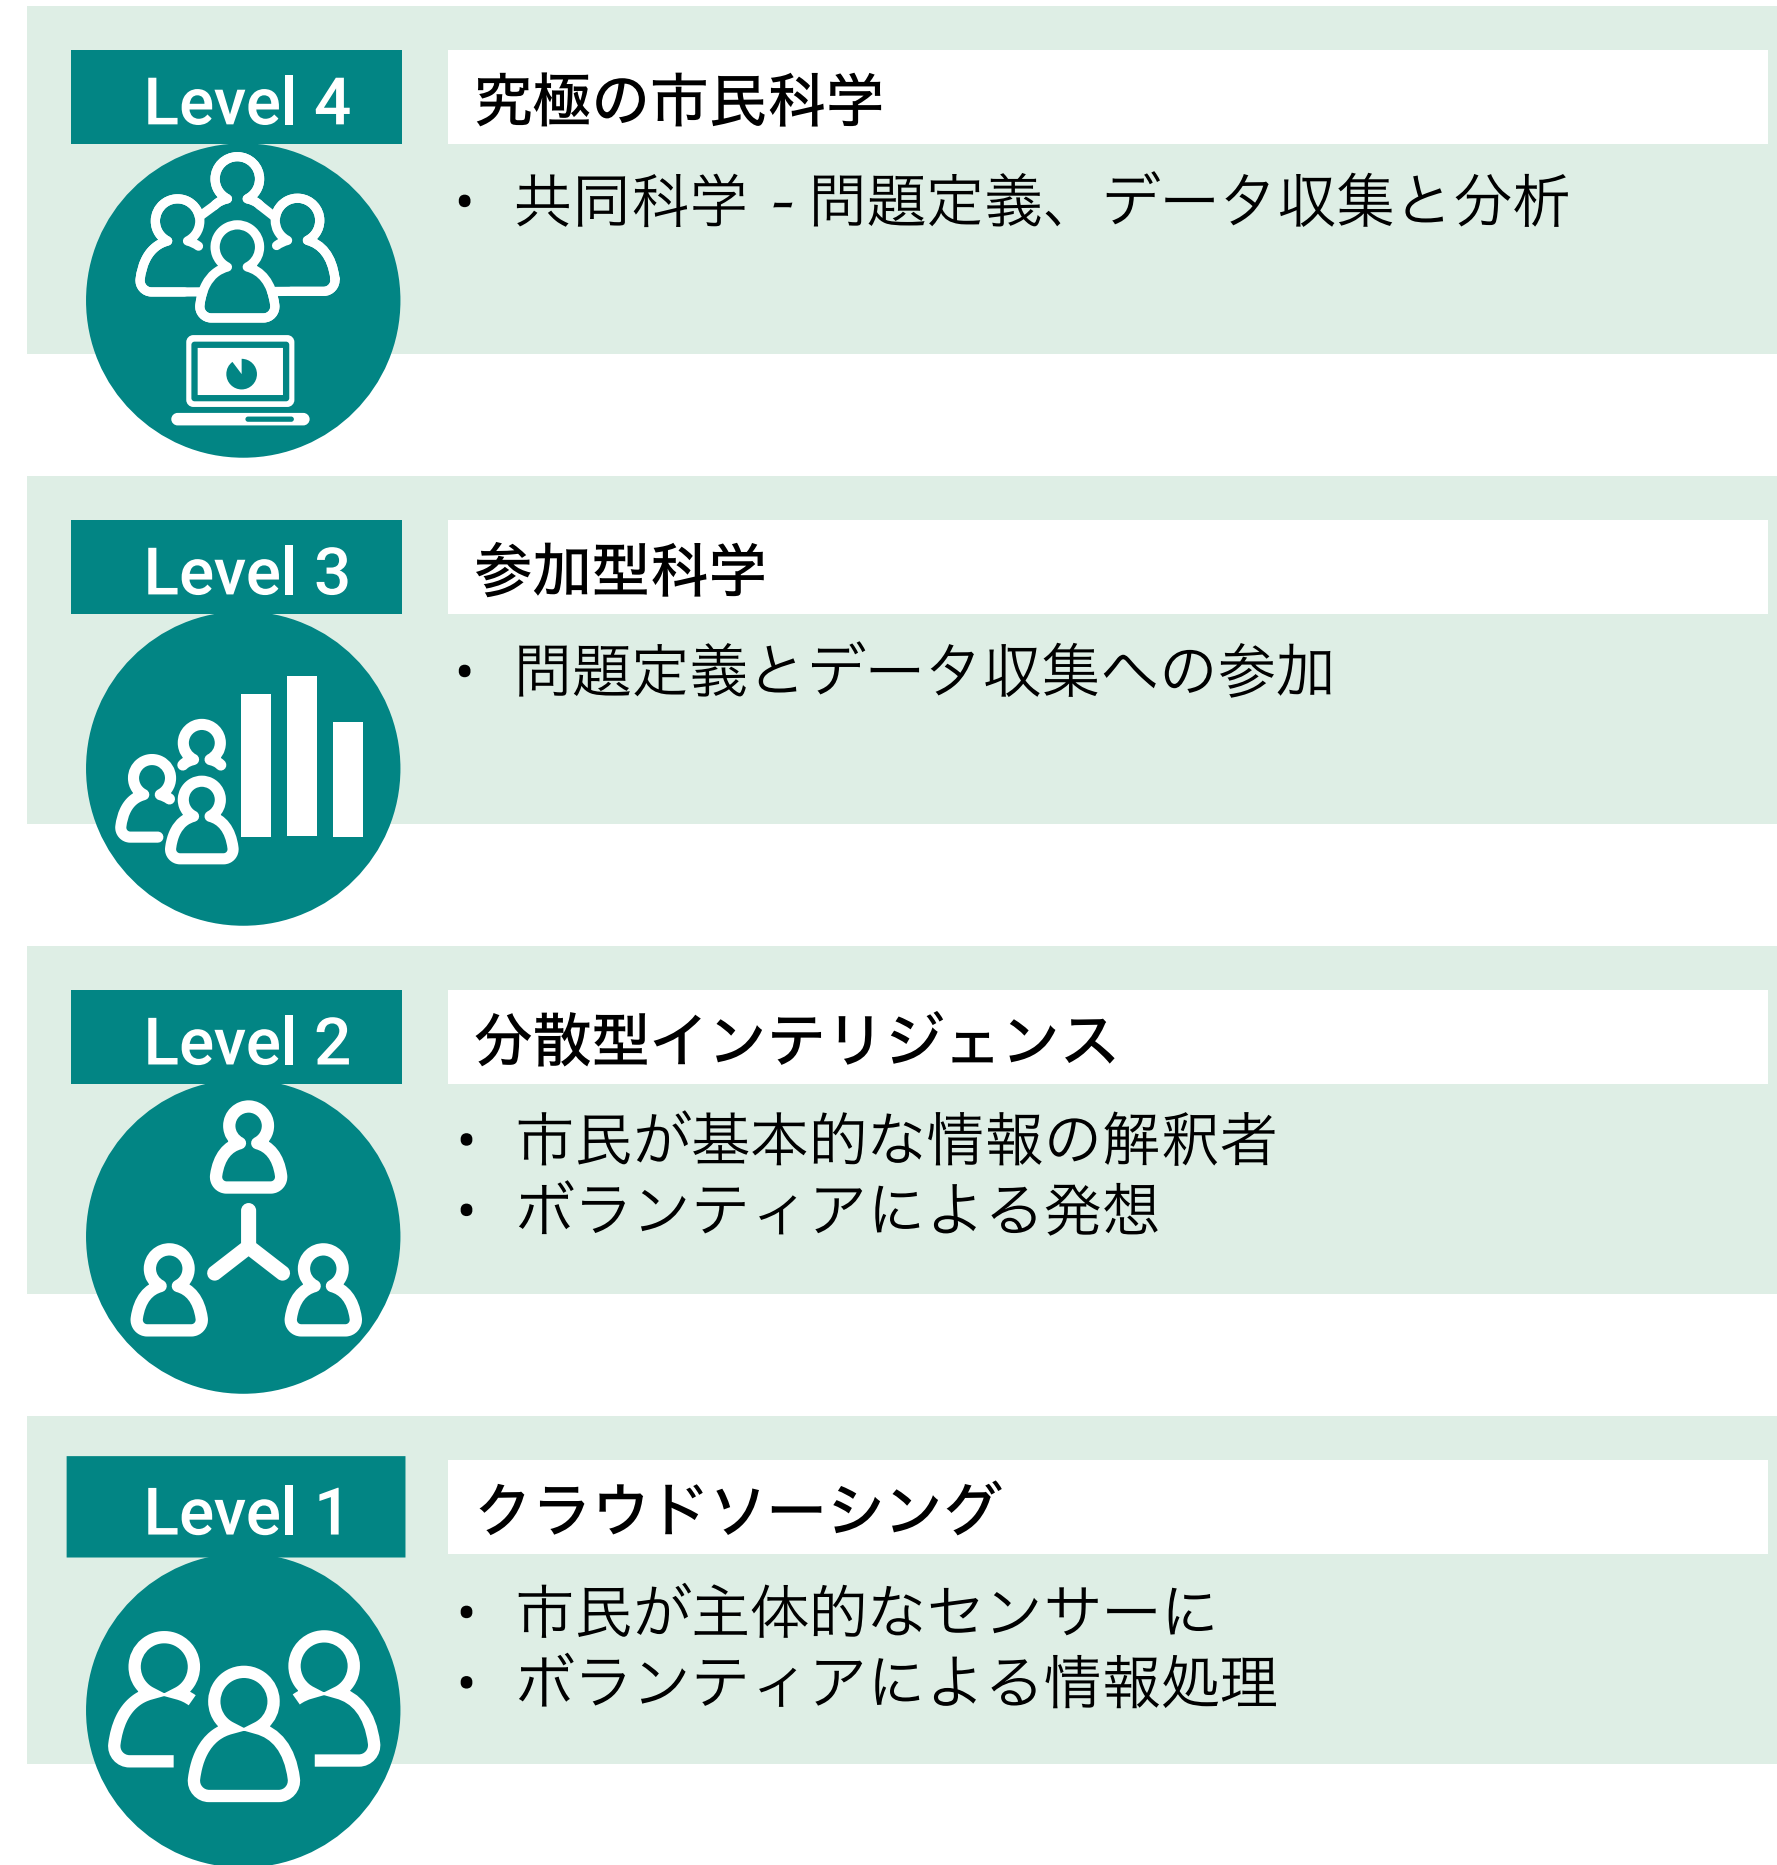 Level 4
究極の市民科学
• 共同科学 - 問題定義、データ収集と分析
Level 3
参加型科学
• 問題定義とデータ収集への参加
Level 2
分散型インテリジェンス
• 市民が基本的な情報の解釈者
• ボランティアによる発想
Level 1
クラウドソーシング
• 市民が主体的なセンサーに
• ボランティアによる情報処理